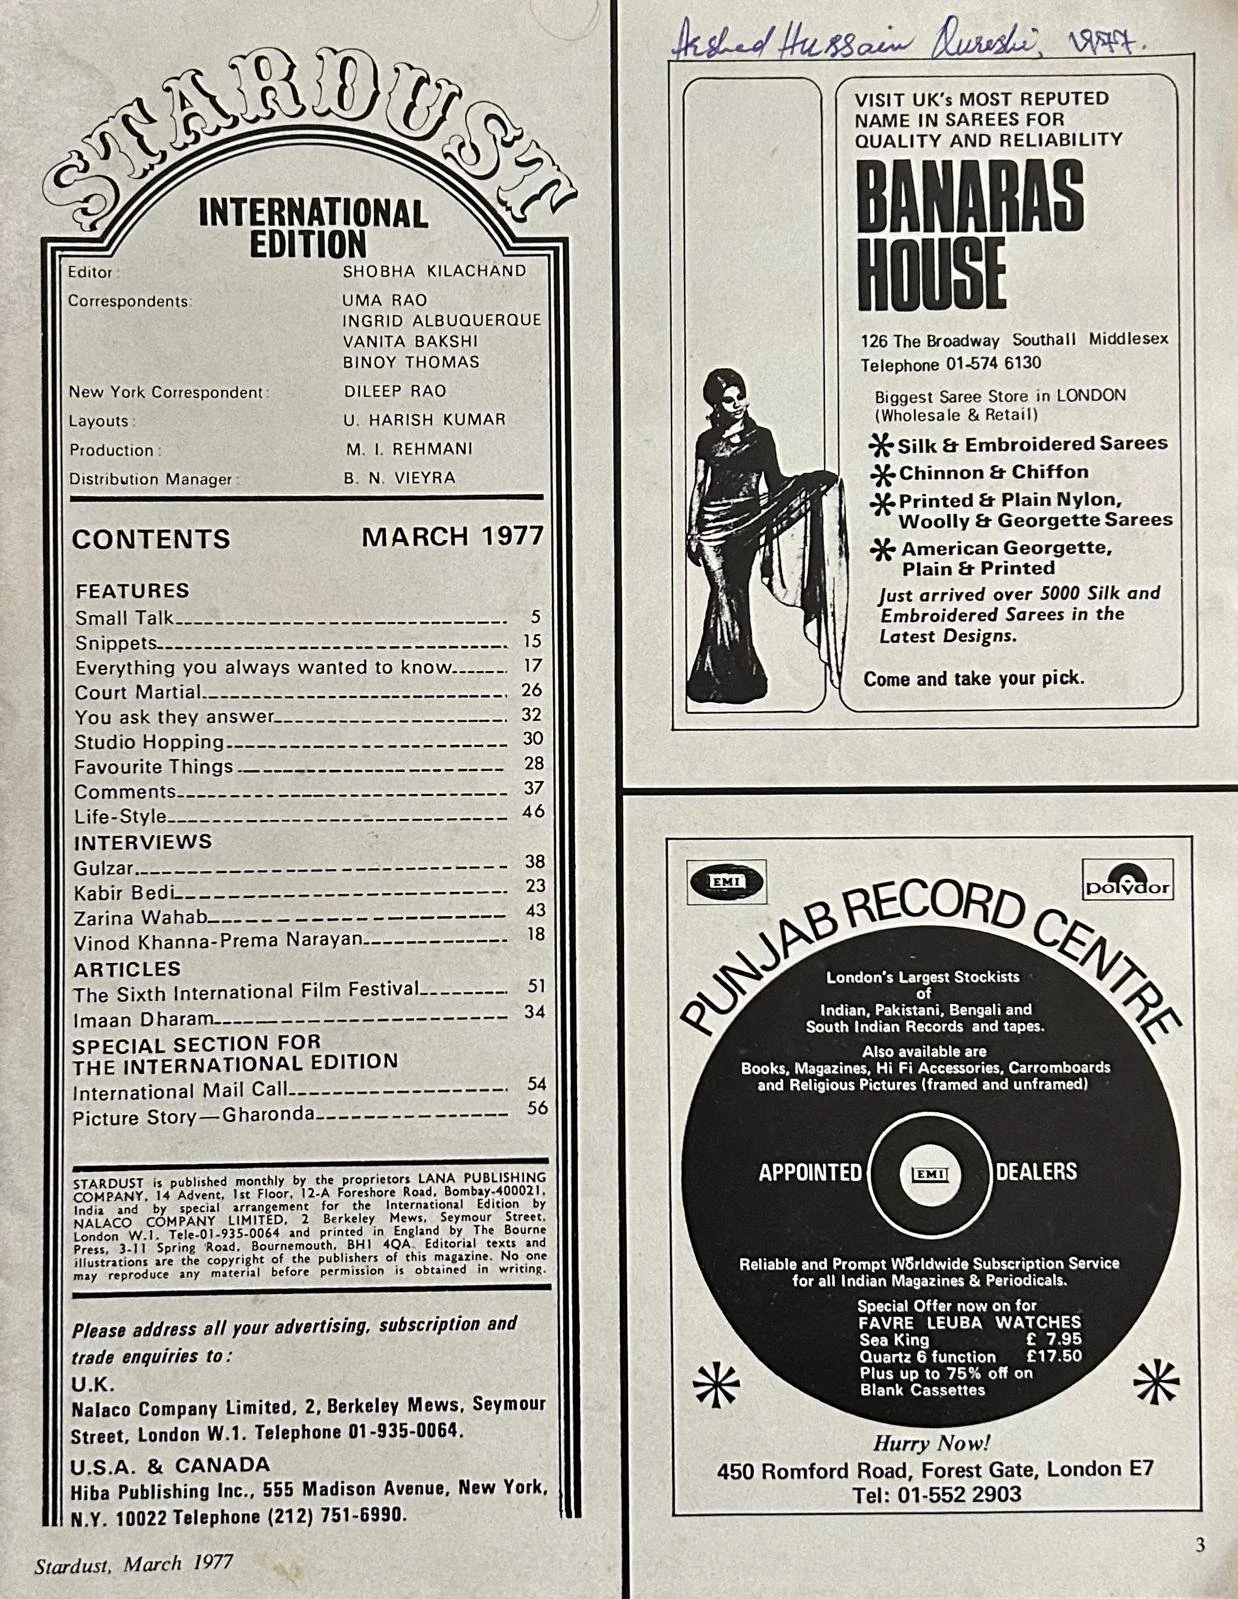 STARDUST
INTERNATIONAL
EDITION
Editor: SHOBHA KILACHAND
Correspondents: UMA RAO
INGRID ALBUQUERQUE
VANITA BAKSHI
BINOY THOMAS
New York Correspondent: DILEEP RAO
Layouts: U. HARISH KUMAR
Production: M. I. REHMANI
Distribution Manager: B. N. VIEYRA
CONTENTS MARCH 1977
FEATURES
Small Talk 5
Snippets 15
Everything you always wanted to know 17
Court Martial 26
You ask they answer 32
Studio Hopping 30
Favourite Things 28
Comments 37
Life-Style 46
INTERVIEWS
Gulzar 38
Kabir Bedi 23
Zarina Wahab 43
Vinod Khanna-Prema Narayan 18
ARTICLES
The Sixth International Film Festival 51
Imaan Dharam 34
SPECIAL SECTION FOR
THE INTERNATIONAL EDITION
International Mail Call 54
Picture Story—Gharonda 56
STARDUST is published monthly by the proprietors LANA PUBLISHING
COMPANY, 14 Advent, 1st Floor, 12-A Foreshore Road, Bombay-400021,
India and by special arrangement for the International Edition by
NALACO COMPANY LIMITED, 2 Berkeley Mews, Seymour Street,
London W.1. Tele-01-935-0064 and printed in England by The Bourne
Press, 3-11 Spring Road, Bournemouth, BH1 4QA. Editorial texts and
illustrations are the copyright of the publishers of this magazine. No one
may reproduce any material before permission is obtained in writing.
Please address all your advertising, subscription and
trade enquiries to:
U.K.
Nalaco Company Limited, 2, Berkeley Mews, Seymour
Street, London W.1. Telephone 01-935-0064.
U.S.A. & CANADA
Hiba Publishing Inc., 555 Madison Avenue, New York,
N.Y. 10022 Telephone (212) 751-6990.
Stardust, March 1977
Arshad Hussain Qureshi, 1977.
VISIT UK's MOST REPUTED
NAME IN SAREES FOR
QUALITY AND RELIABILITY
BANARAS
HOUSE
126 The Broadway Southall Middlesex
Telephone 01-574 6130
Biggest Saree Store in LONDON
(Wholesale & Retail)
Silk & Embroidered Sarees
Chinnon & Chiffon
Printed & Plain Nylon,
Woolly & Georgette Sarees
American Georgette,
Plain & Printed
Just arrived over 5000 Silk and
Embroidered Sarees in the
Latest Designs.
Come and take your pick.
EMI
polydor
PUNJAB RECORD CENTRE
London's Largest Stockists
of
Indian, Pakistani, Bengali and
South Indian Records and tapes.
Also available are
Books, Magazines, Hi Fi Accessories, Carromboards
and Religious Pictures (framed and unframed)
APPOINTED EMI DEALERS
Reliable and Prompt Worldwide Subscription Service
for all Indian Magazines & Periodicals.
Special Offer now on for
FAVRE LEUBA WATCHES
Sea King £ 7.95
Quartz 6 function £17.50
Plus up to 75% off on
Blank Cassettes
Hurry Now!
450 Romford Road, Forest Gate, London E7
Tel: 01-552 2903
3